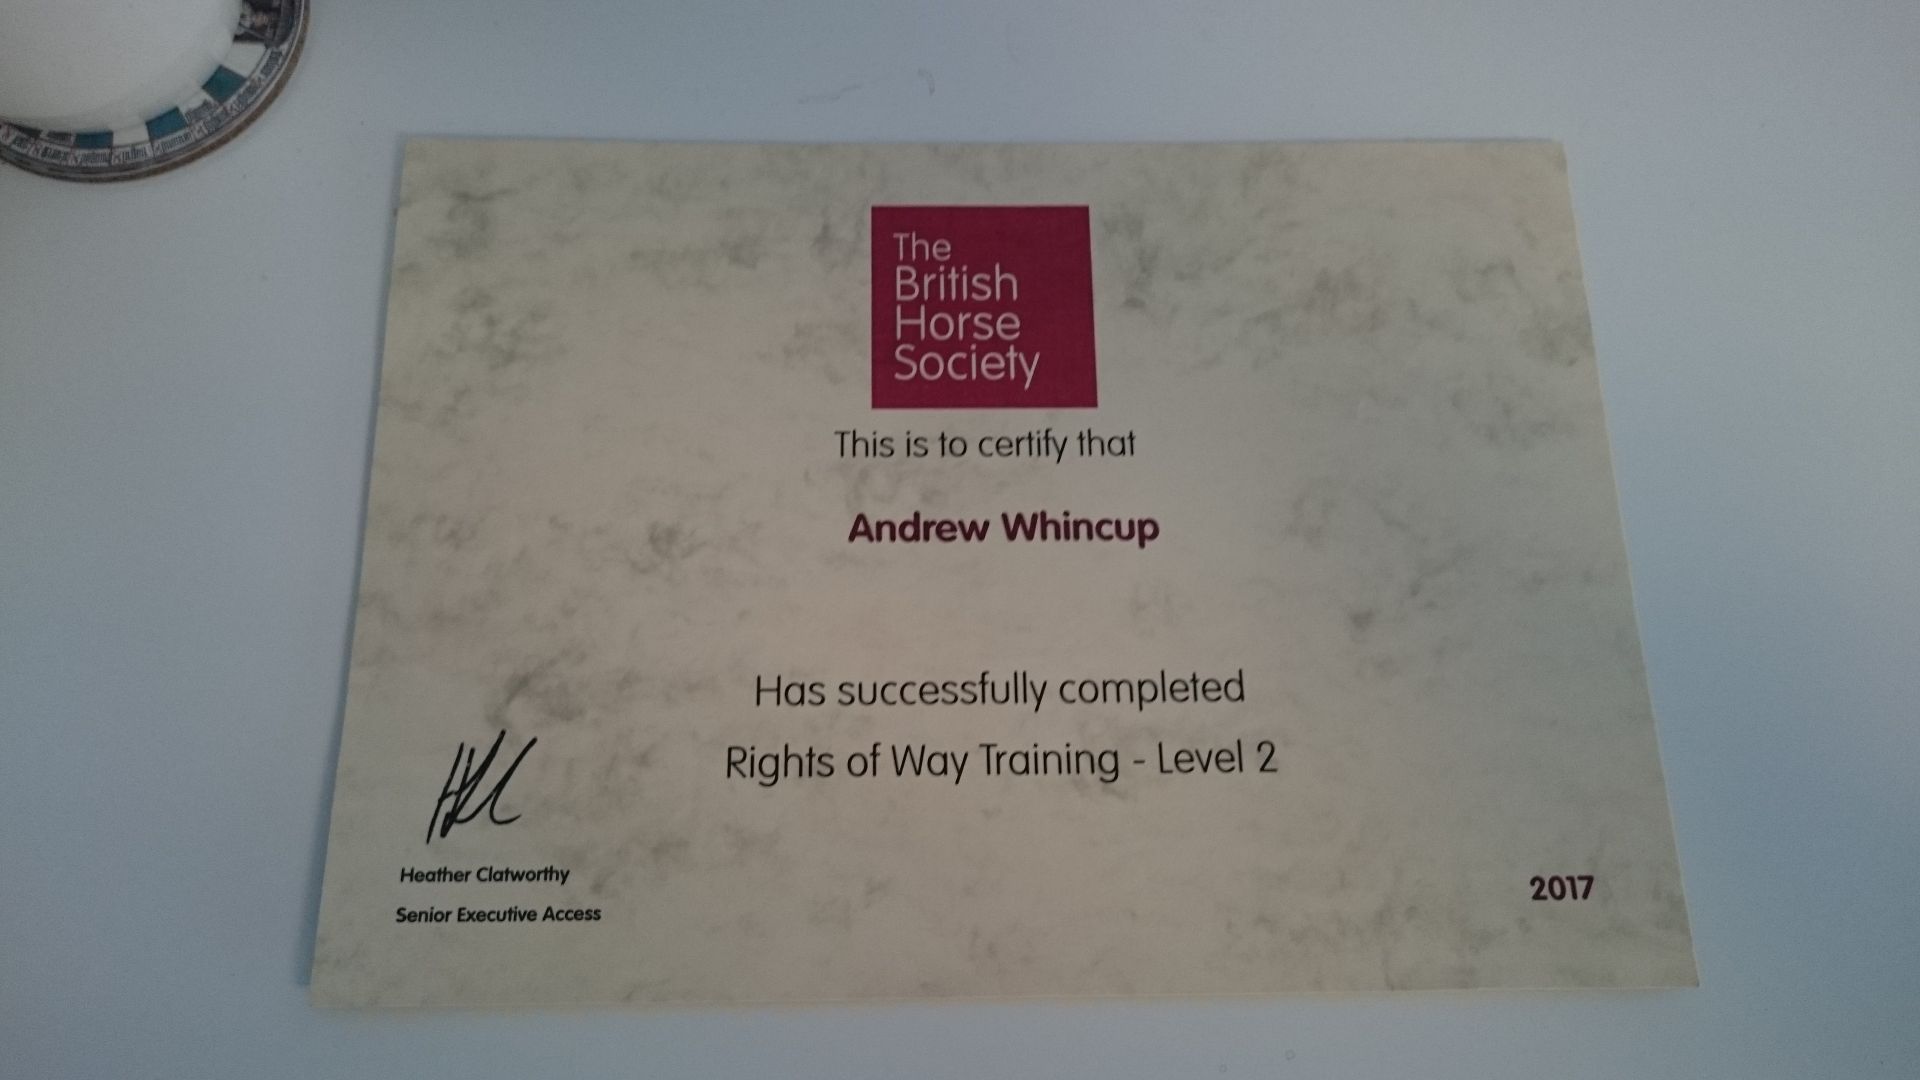 The
British
Horse
Society
This is to certify that
Andrew Whincup
Has successfully completed
Rights of Way Training - Level 2
Heather Clatworthy
Senior Executive Access
2017